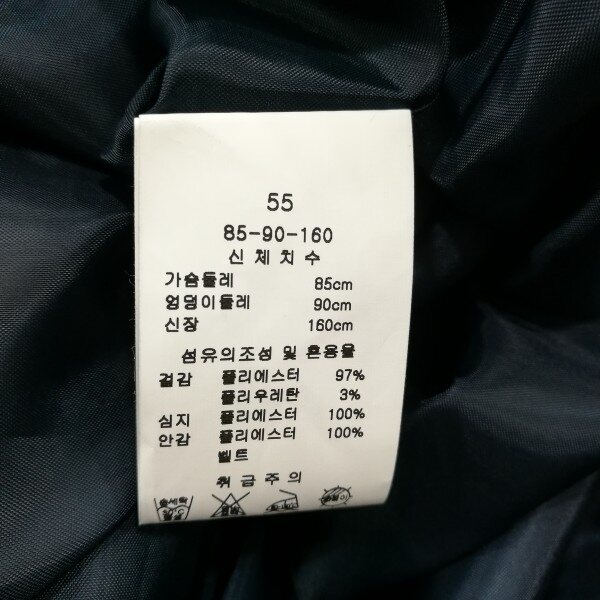 55
85-90-160
신체치수
가슴둘레 85cm
엉덩이둘레 90cm
신장 160cm
섬유의조성 및 혼용율
겉감 폴리에스터 97%
폴리우레탄 3%
심지 폴리에스터 100%
안감 폴리에스터 100%
벨트
취급주의